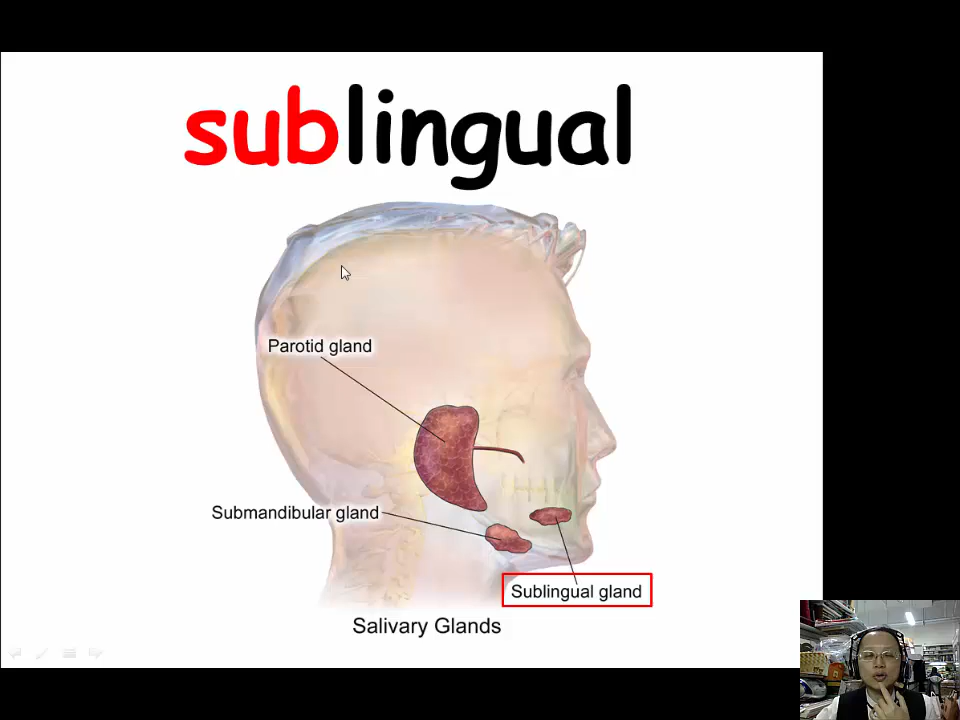 sublingual
Parotid gland
Submandibular gland
Sublingual gland
Salivary Glands